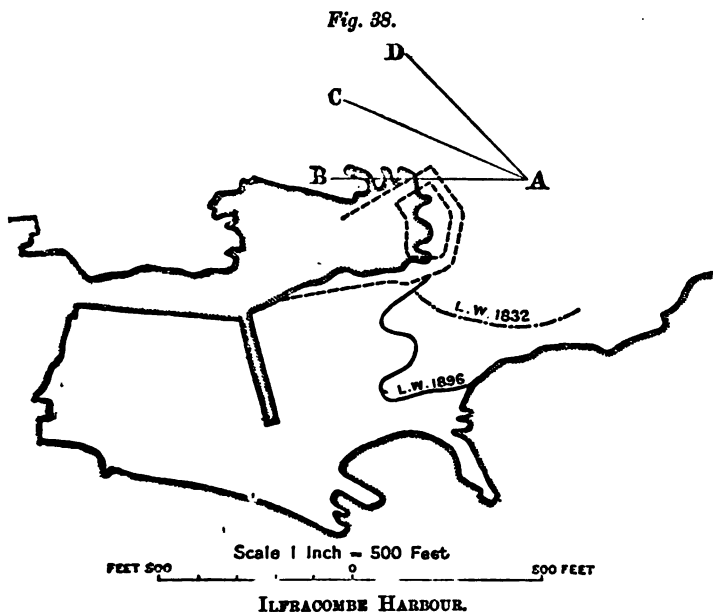 Fig. 38.
D
C
B
A
L.W. 1832
L.W. 1896
Scale 1 Inch = 500 Feet
FEET 500 0 500 FEET
ILFRACOMBE HARBOUR.